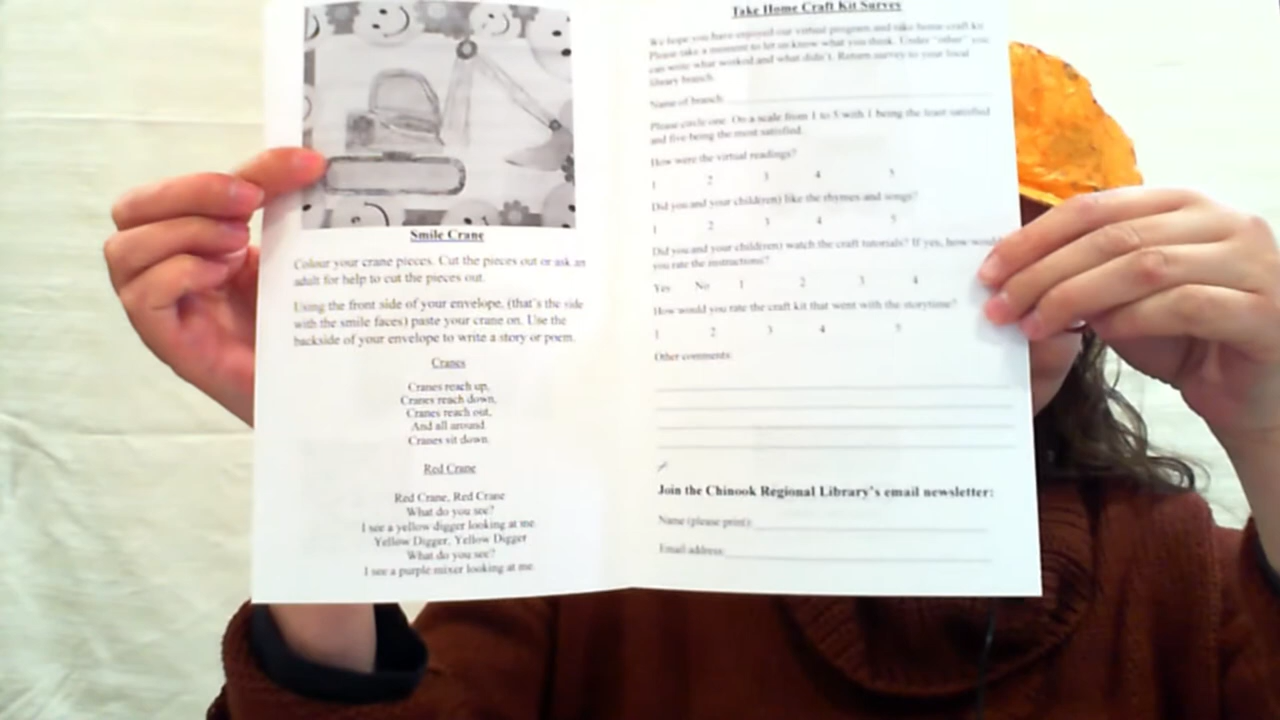 Smile Crane
Colour your crane pieces. Cut the pieces out or ask an
adult for help to cut the pieces out.
Using the front side of your envelope, (that's the side
with the smile faces) paste your crane on. Use the
backside of your envelope to write a story or poem.
Cranes
Cranes reach up,
Cranes reach down,
Cranes reach out,
And all around.
Cranes sit down.
Red Crane
Red Crane, Red Crane
What do you see?
I see a yellow digger looking at me.
Yellow Digger, Yellow Digger
What do you see?
I see a purple mixer looking at me.
Take Home Craft Kit Survey
We hope you have enjoyed our virtual program and take home craft kit.
Please take a moment to let us know what you think. Under "other" you
can write what worked and what didn't. Return survey to your local
library branch.
Name of branch:
Please circle one. On a scale from 1 to 5 with 1 being the least satisfied
and five being the most satisfied.
How were the virtual readings?
1 2 3 4 5
Did you and your child(ren) like the rhymes and songs?
1 2 3 4 5
Did you and your child(ren) watch the craft tutorials? If yes, how would
you rate the instructions?
Yes No 1 2 3 4
How would you rate the craft kit that went with the storytime?
1 2 3 4 5
Other comments:
Join the Chinook Regional Library's email newsletter:
Name (please print):
Email address: